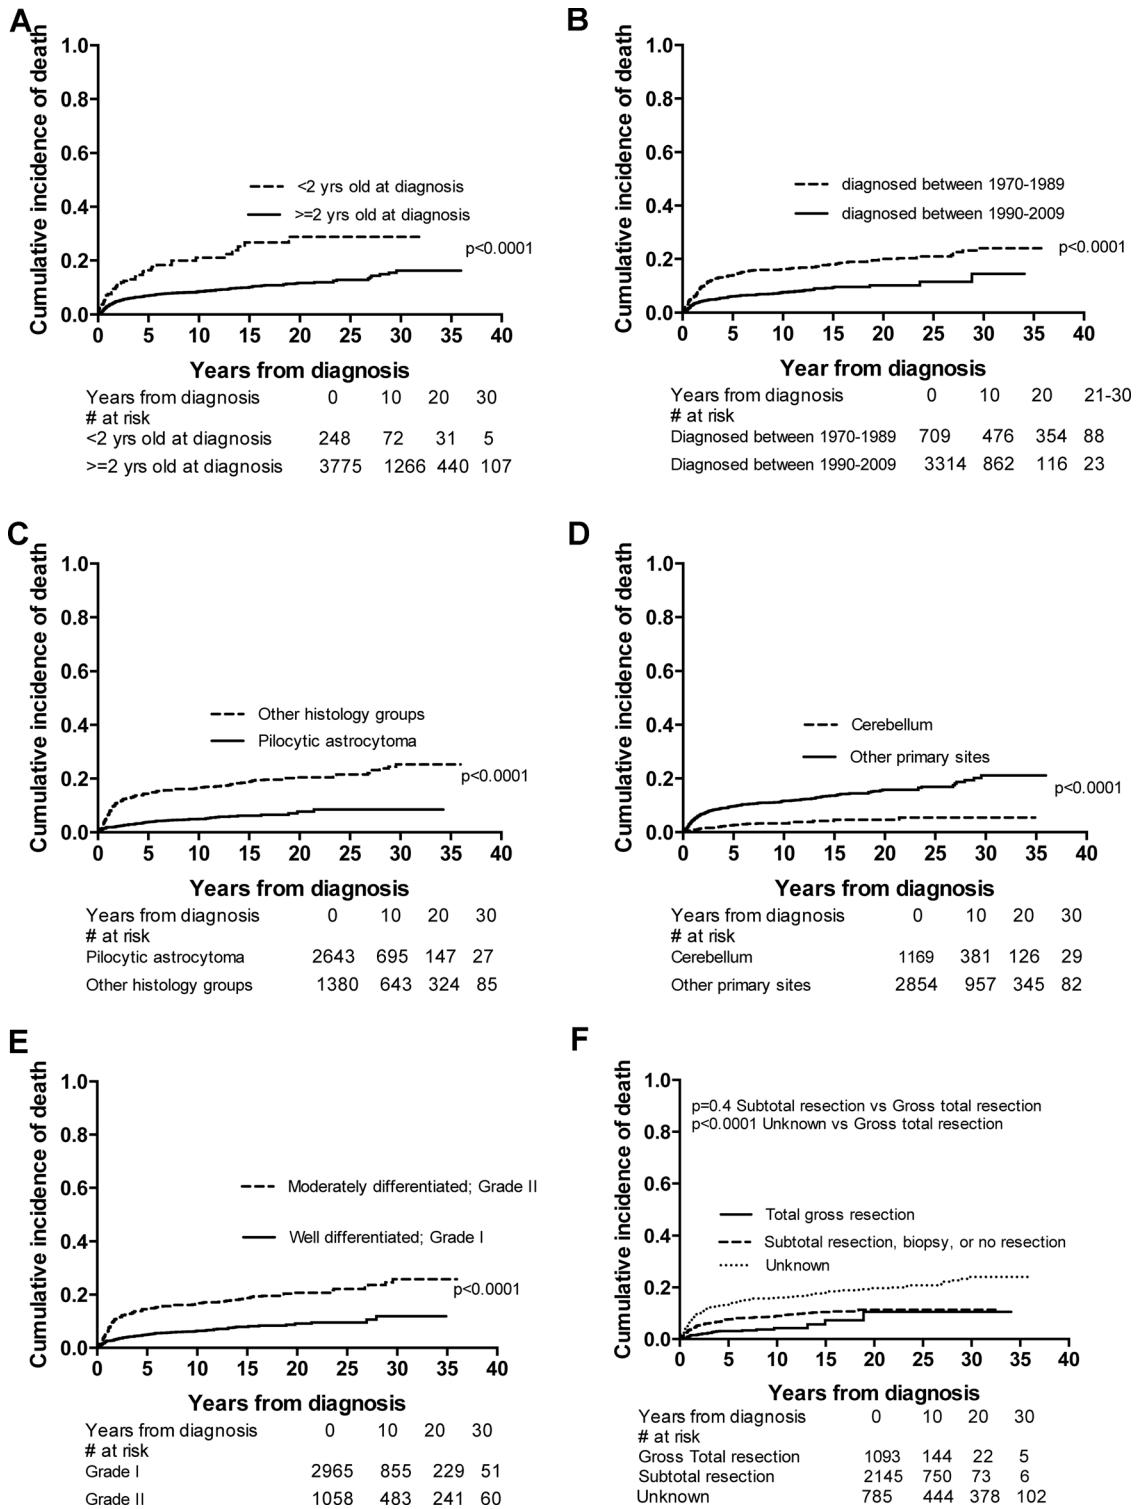 A
Cumulative incidence of death
1.0
0.8
0.6
0.4
0.2
0.0
<2 yrs old at diagnosis
>=2 yrs old at diagnosis
p<0.0001
0 5 10 15 20 25 30 35 40
Years from diagnosis
Years from diagnosis 0 10 20 30
# at risk
<2 yrs old at diagnosis 248 72 31 5
>=2 yrs old at diagnosis 3775 1266 440 107
B
Cumulative incidence of death
1.0
0.8
0.6
0.4
0.2
0.0
diagnosed between 1970-1989
diagnosed between 1990-2009
p<0.0001
0 5 10 15 20 25 30 35 40
Year from diagnosis
Years from diagnosis 0 10 20 21-30
# at risk
Diagnosed between 1970-1989 709 476 354 88
Diagnosed between 1990-2009 3314 862 116 23
C
Cumulative incidence of death
1.0
0.8
0.6
0.4
0.2
0.0
Other histology groups
Pilocytic astrocytoma
p<0.0001
0 5 10 15 20 25 30 35 40
Years from diagnosis
Years from diagnosis 0 10 20 30
# at risk
Pilocytic astrocytoma 2643 695 147 27
Other histology groups 1380 643 324 85
D
Cumulative incidence of death
1.0
0.8
0.6
0.4
0.2
0.0
Cerebellum
Other primary sites
p<0.0001
0 5 10 15 20 25 30 35 40
Years from diagnosis
Years from diagnosis 0 10 20 30
# at risk
Cerebellum 1169 381 126 29
Other primary sites 2854 957 345 82
E
Cumulative incidence of death
1.0
0.8
0.6
0.4
0.2
0.0
Moderately differentiated; Grade II
Well differentiated; Grade I
p<0.0001
0 5 10 15 20 25 30 35 40
Years from diagnosis
Years from diagnosis 0 10 20 30
# at risk
Grade I 2965 855 229 51
Grade II 1058 483 241 60
F
Cumulative incidence of death
1.0
0.8
0.6
0.4
0.2
0.0
p=0.4 Subtotal resection vs Gross total resection
p<0.0001 Unknown vs Gross total resection
Total gross resection
Subtotal resection, biopsy, or no resection
Unknown
0 5 10 15 20 25 30 35 40
Years from diagnosis
Years from diagnosis 0 10 20 30
# at risk
Gross Total resection 1093 144 22 5
Subtotal resection 2145 750 73 6
Unknown 785 444 378 102